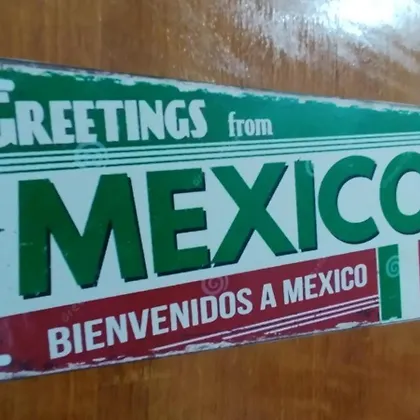 GREETINGS from
MEXICO
BIENVENIDOS A MEXICO